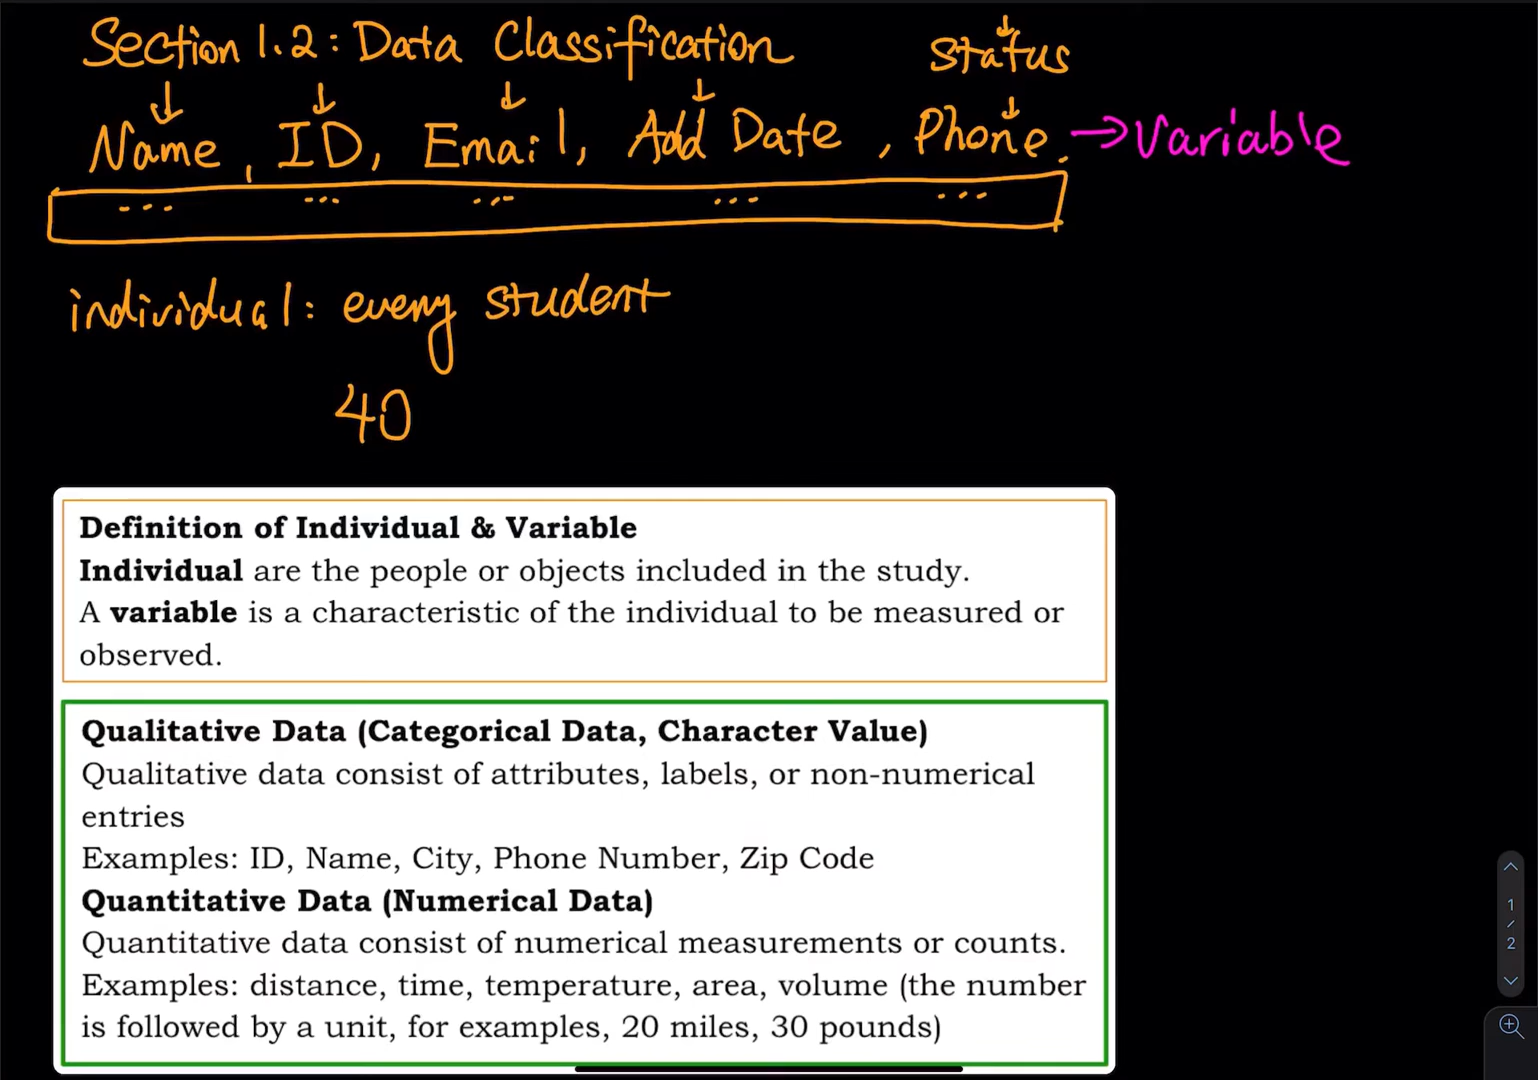 Section 1.2: Data Classification
Status
Name, ID, Email, Add Date, Phone. → Variable
individual: every student
40
Definition of Individual & Variable
Individual are the people or objects included in the study.
A variable is a characteristic of the individual to be measured or
observed.
Qualitative Data (Categorical Data, Character Value)
Qualitative data consist of attributes, labels, or non-numerical
entries
Examples: ID, Name, City, Phone Number, Zip Code
Quantitative Data (Numerical Data)
Quantitative data consist of numerical measurements or counts.
Examples: distance, time, temperature, area, volume (the number
is followed by a unit, for examples, 20 miles, 30 pounds)
1
/
2